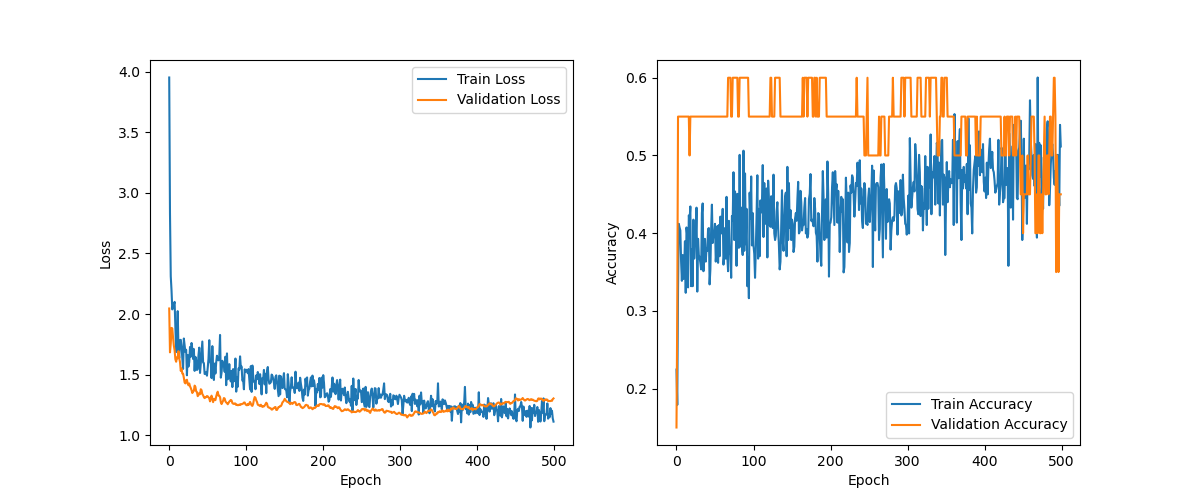 4.0
3.5
3.0
2.5
2.0
1.5
1.0
Loss
0 100 200 300 400 500
Epoch
Train Loss
Validation Loss
0.6
0.5
0.4
0.3
0.2
Accuracy
0 100 200 300 400 500
Epoch
Train Accuracy
Validation Accuracy